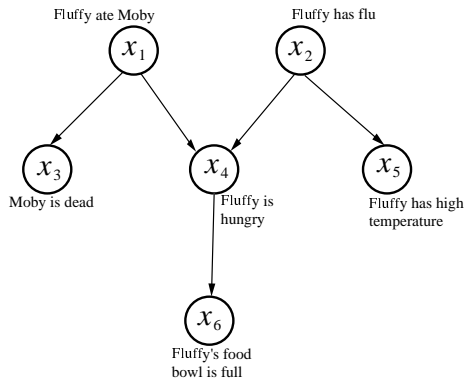 Fluffy ate Moby
Fluffy has flu
x1
x2
x3
x4
x5
Moby is dead
Fluffy is
hungry
Fluffy has high
temperature
x6
Fluffy's food
bowl is full